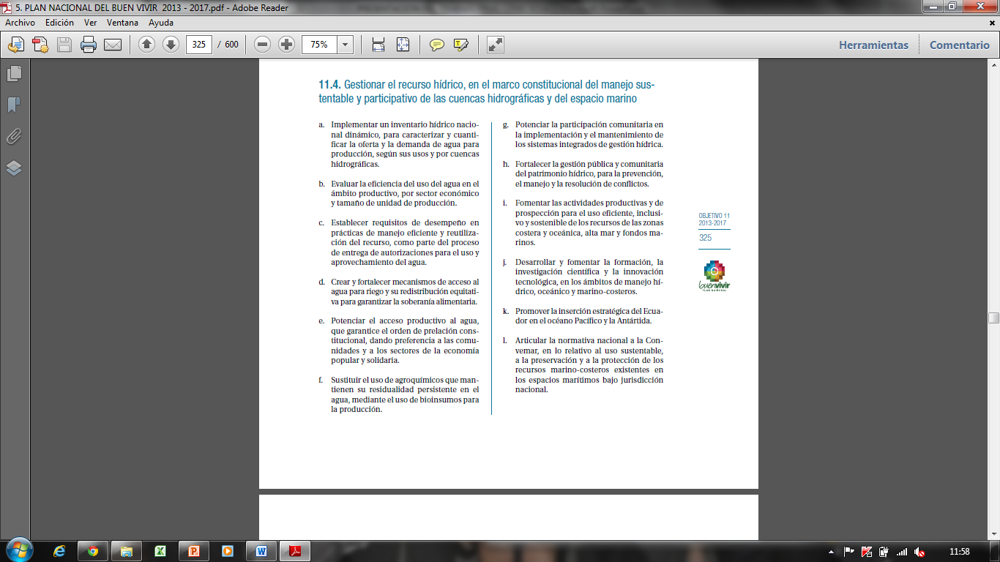 5. PLAN NACIONAL DEL BUEN VIVIR  2013 - 2017.pdf - Adobe Reader
Archivo Edición Ver Ventana Ayuda
325 / 600 75% Herramientas Comentario
11.4. Gestionar el recurso hídrico, en el marco constitucional del manejo sus-
tentable y participativo de las cuencas hidrográficas y del espacio marino
a. Implementar un inventario hídrico nacio-
nal dinámico, para caracterizar y cuanti-
ficar la oferta y la demanda de agua para
producción, según sus usos y por cuencas
hidrográficas.
b. Evaluar la eficiencia del uso del agua en el
ámbito productivo, por sector económico
y tamaño de unidad de producción.
c. Establecer requisitos de desempeño en
prácticas de manejo eficiente y reutiliza-
ción del recurso, como parte del proceso
de entrega de autorizaciones para el uso y
aprovechamiento del agua.
d. Crear y fortalecer mecanismos de acceso al
agua para riego y su redistribución equitati-
va para garantizar la soberanía alimentaria.
e. Potenciar el acceso productivo al agua,
que garantice el orden de prelación cons-
titucional, dando preferencia a las comu-
nidades y a los sectores de la economía
popular y solidaria.
f. Sustituir el uso de agroquímicos que man-
tienen su residualidad persistente en el
agua, mediante el uso de bioinsumos para
la producción.
g. Potenciar la participación comunitaria en
la implementación y el mantenimiento de
los sistemas integrados de gestión hídrica.
h. Fortalecer la gestión pública y comunitaria
del patrimonio hídrico, para la prevención,
el manejo y la resolución de conflictos.
i. Fomentar las actividades productivas y de
prospección para el uso eficiente, inclusi-
vo y sostenible de los recursos de las zonas
costera y oceánica, alta mar y fondos ma-
rinos.
j. Desarrollar y fomentar la formación, la
investigación científica y la innovación
tecnológica, en los ámbitos de manejo hí-
drico, oceánico y marino-costeros.
k. Promover la inserción estratégica del Ecua-
dor en el océano Pacífico y la Antártida.
l. Articular la normativa nacional a la Con-
vemar, en lo relativo al uso sustentable,
a la preservación y a la protección de los
recursos marino-costeros existentes en
los espacios marítimos bajo jurisdicción
nacional.
OBJETIVO 11
2013-2017
325
buenvivir
PLAN NACIONAL
11:58